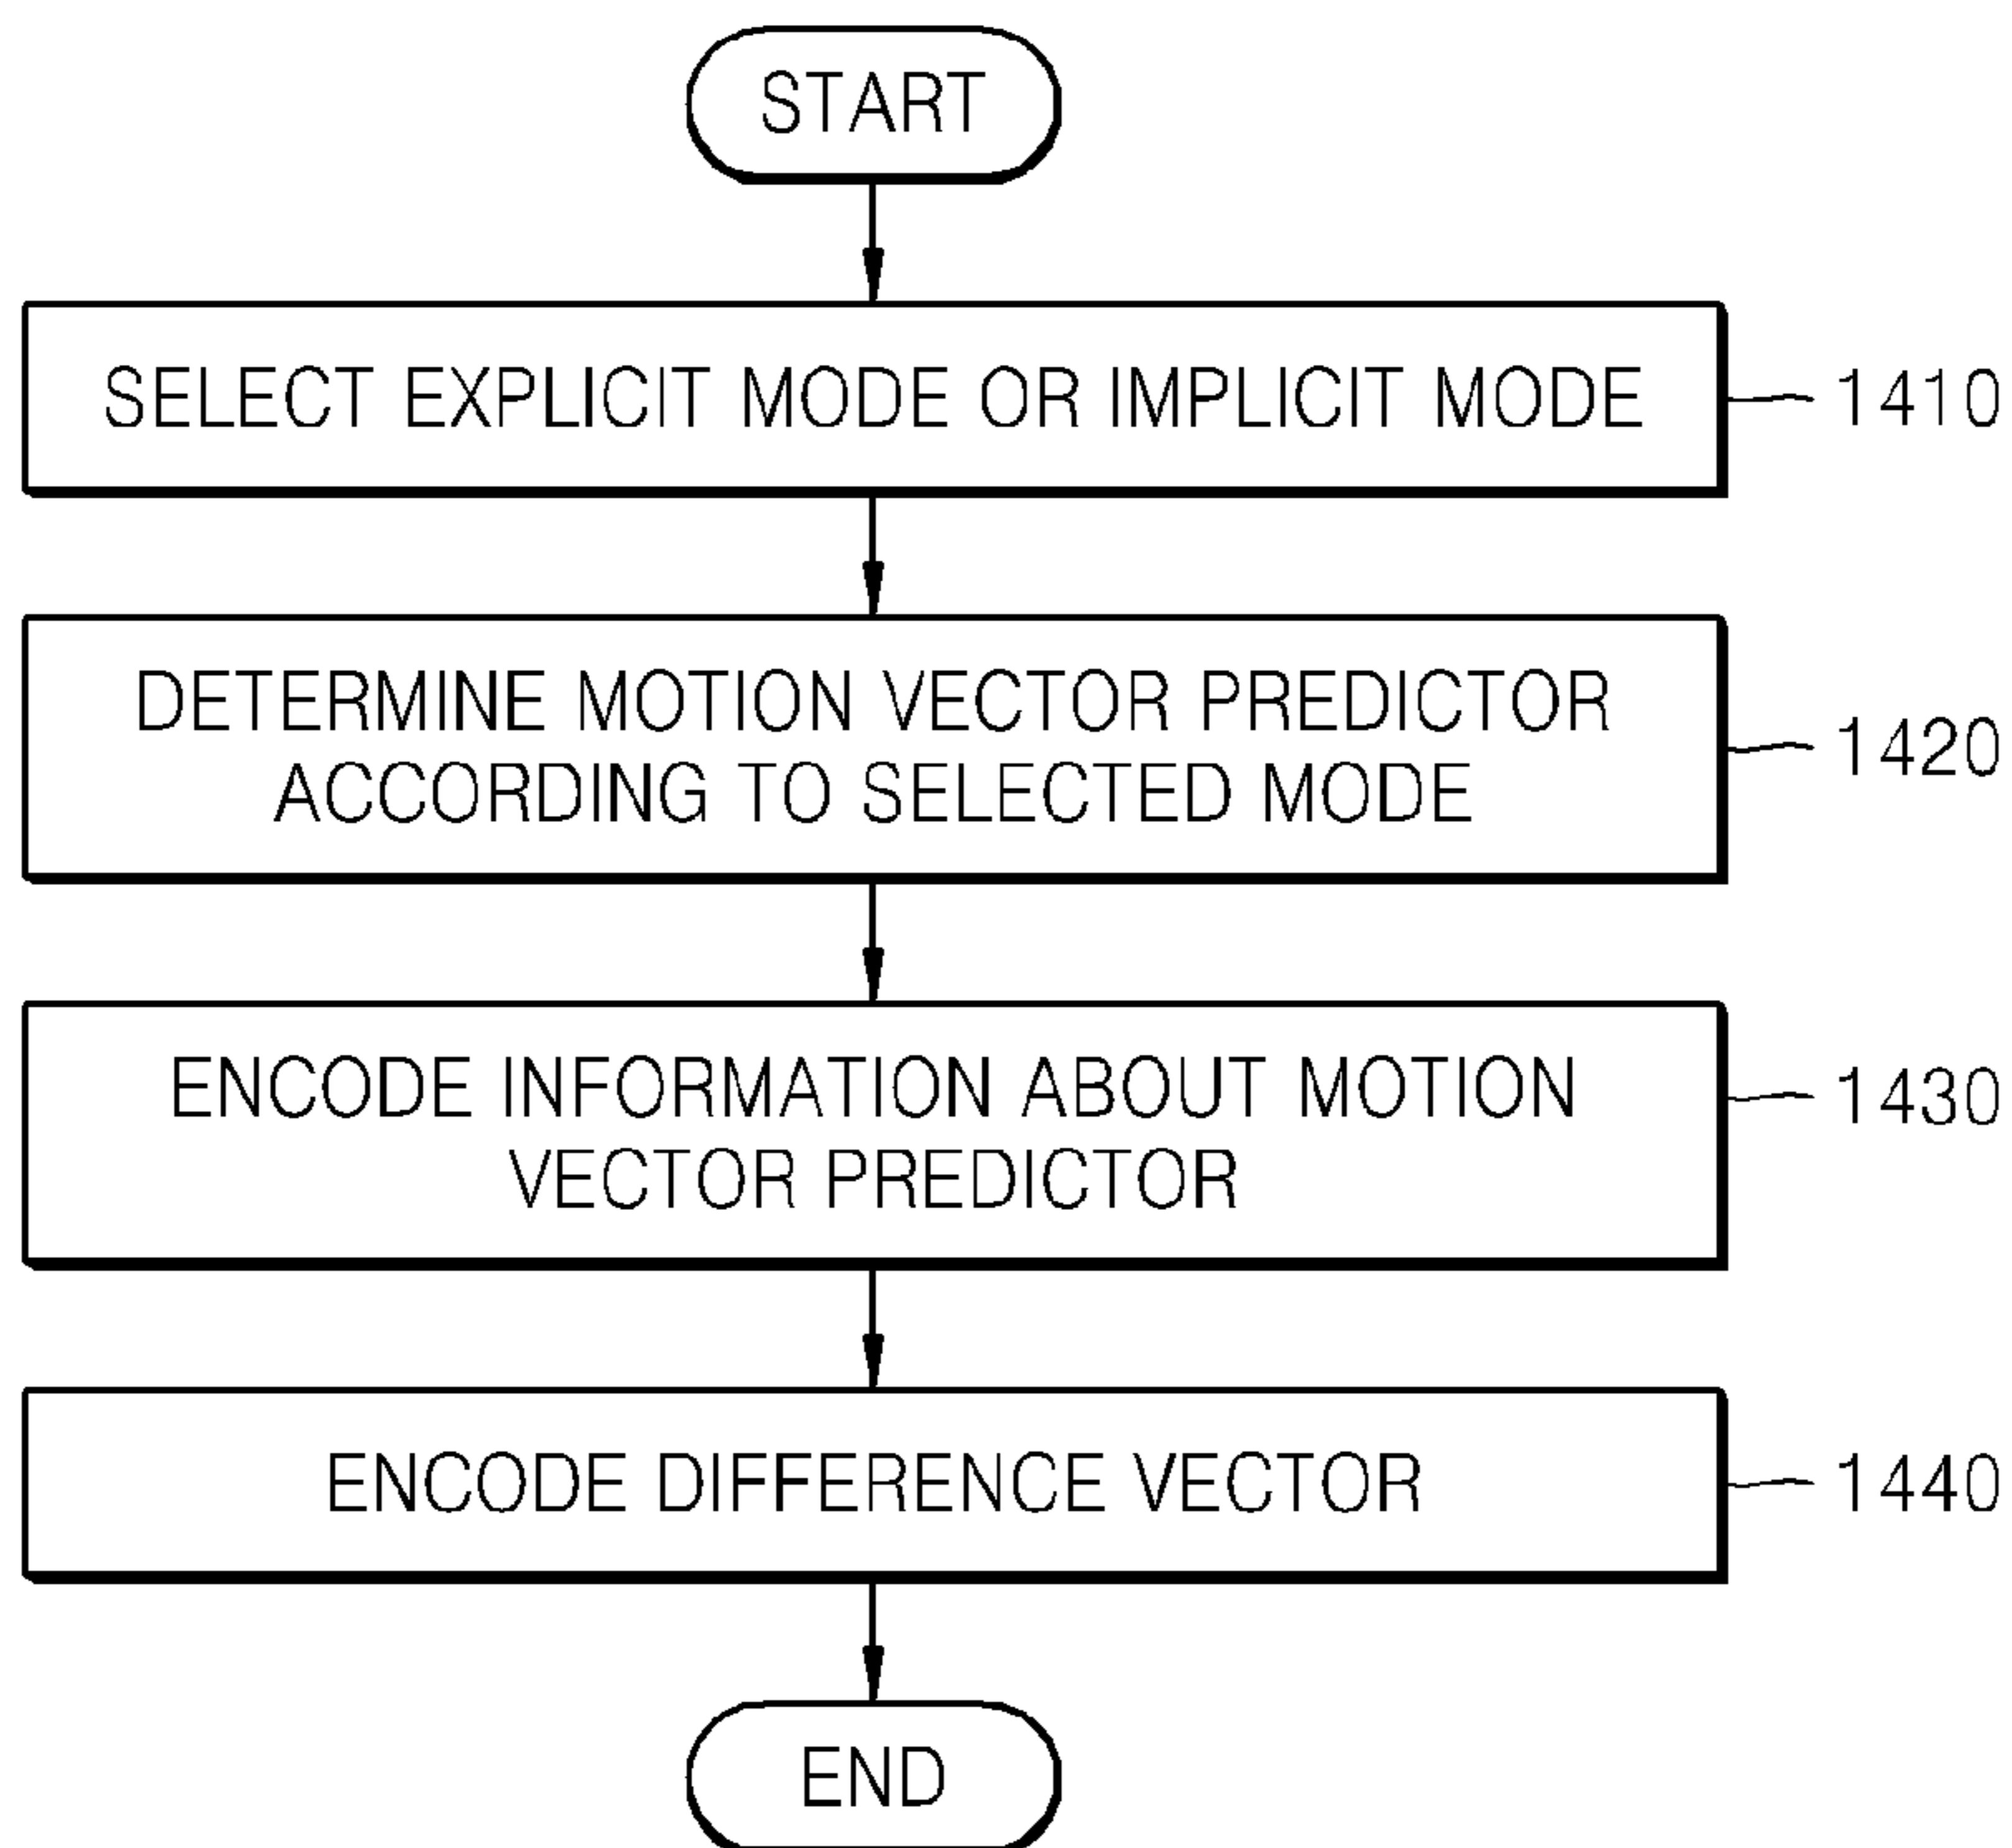 START
SELECT EXPLICIT MODE OR IMPLICIT MODE
1410
DETERMINE MOTION VECTOR PREDICTOR
ACCORDING TO SELECTED MODE
1420
ENCODE INFORMATION ABOUT MOTION
VECTOR PREDICTOR
1430
ENCODE DIFFERENCE VECTOR
1440
END